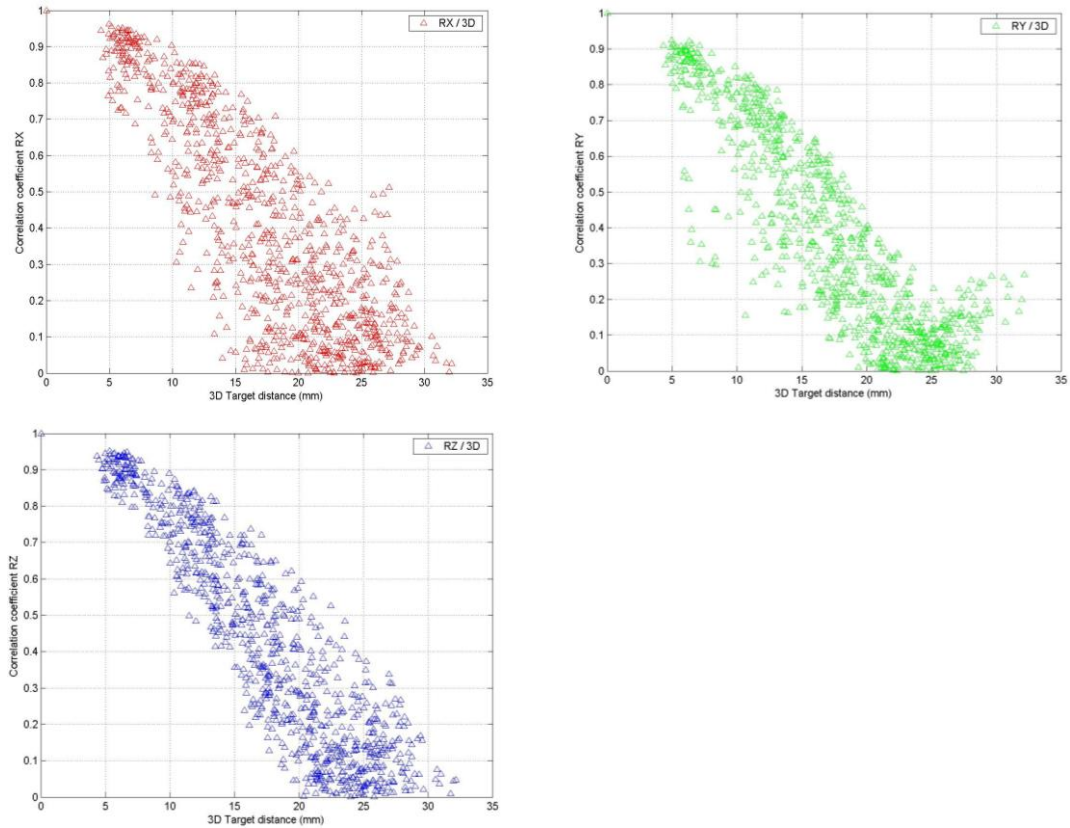 RX / 3D
1
0.9
0.8
0.7
0.6
0.5
0.4
0.3
0.2
0.1
0
Correlation coefficient RX
0 5 10 15 20 25 30 35
3D Target distance (mm)
RY / 3D
1
0.9
0.8
0.7
0.6
0.5
0.4
0.3
0.2
0.1
0
Correlation coefficient RY
0 5 10 15 20 25 30 35
3D Target distance (mm)
RZ / 3D
1
0.9
0.8
0.7
0.6
0.5
0.4
0.3
0.2
0.1
0
Correlation coefficient RZ
0 5 10 15 20 25 30 35
3D Target distance (mm)